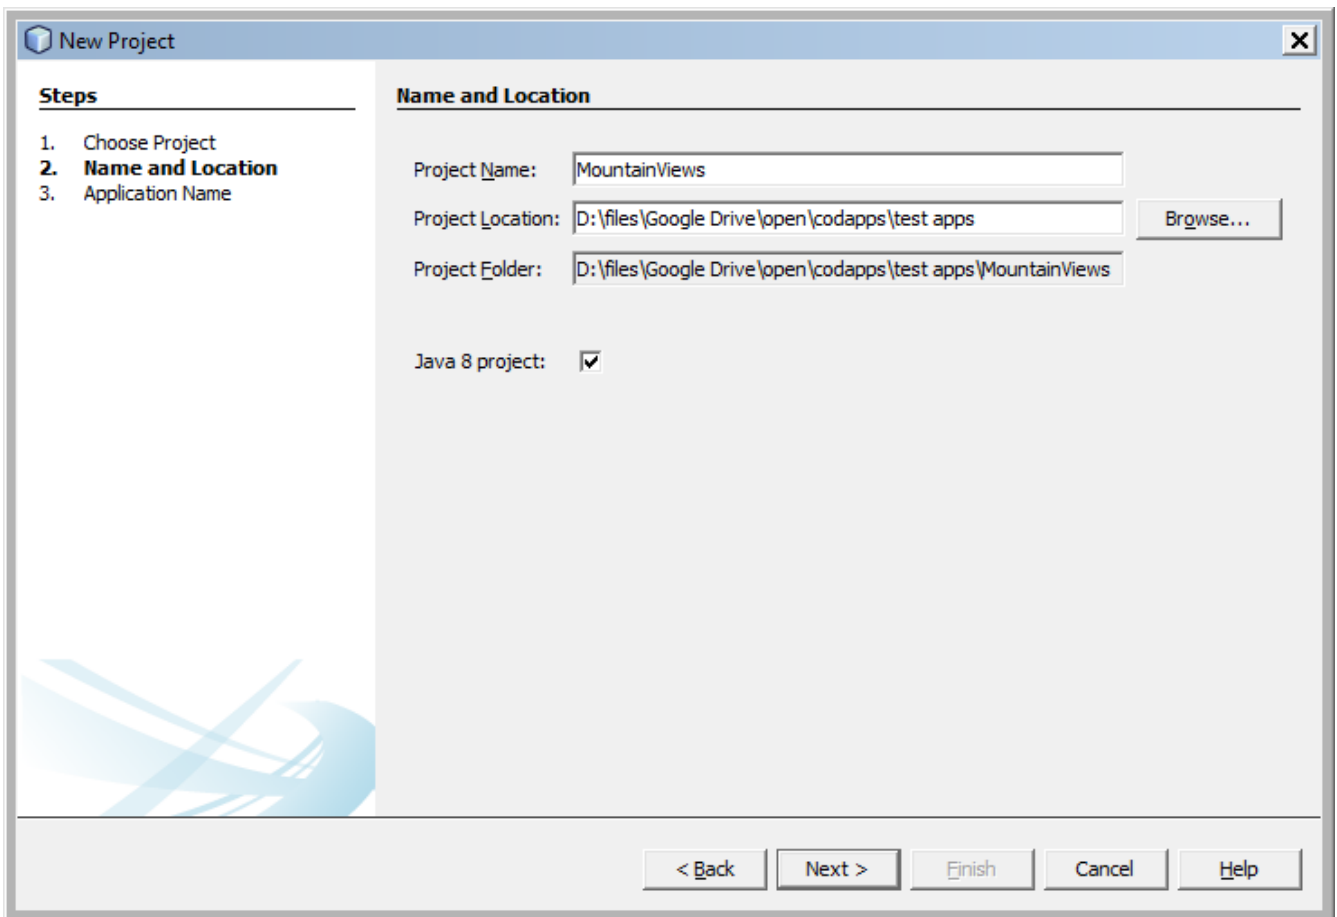 New Project
Steps
1. Choose Project
2. Name and Location
3. Application Name
Name and Location
Project Name: MountainViews
Project Location: D:\files\Google Drive\open\codapps\test apps Browse...
Project Folder: D:\files\Google Drive\open\codapps\test apps\MountainViews
Java 8 project:
< Back Next > Finish Cancel Help